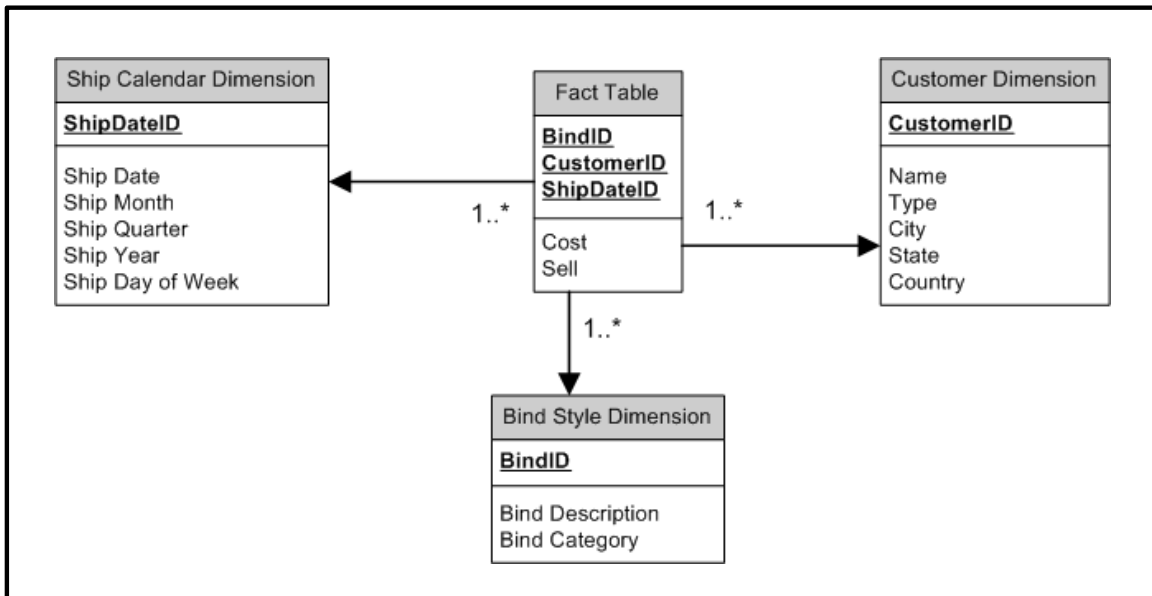 Ship Calendar Dimension
ShipDateID
Ship Date
Ship Month
Ship Quarter
Ship Year
Ship Day of Week
1..*
Fact Table
BindID
CustomerID
ShipDateID
Cost
Sell
1..*
Customer Dimension
CustomerID
Name
Type
City
State
Country
1..*
Bind Style Dimension
BindID
Bind Description
Bind Category